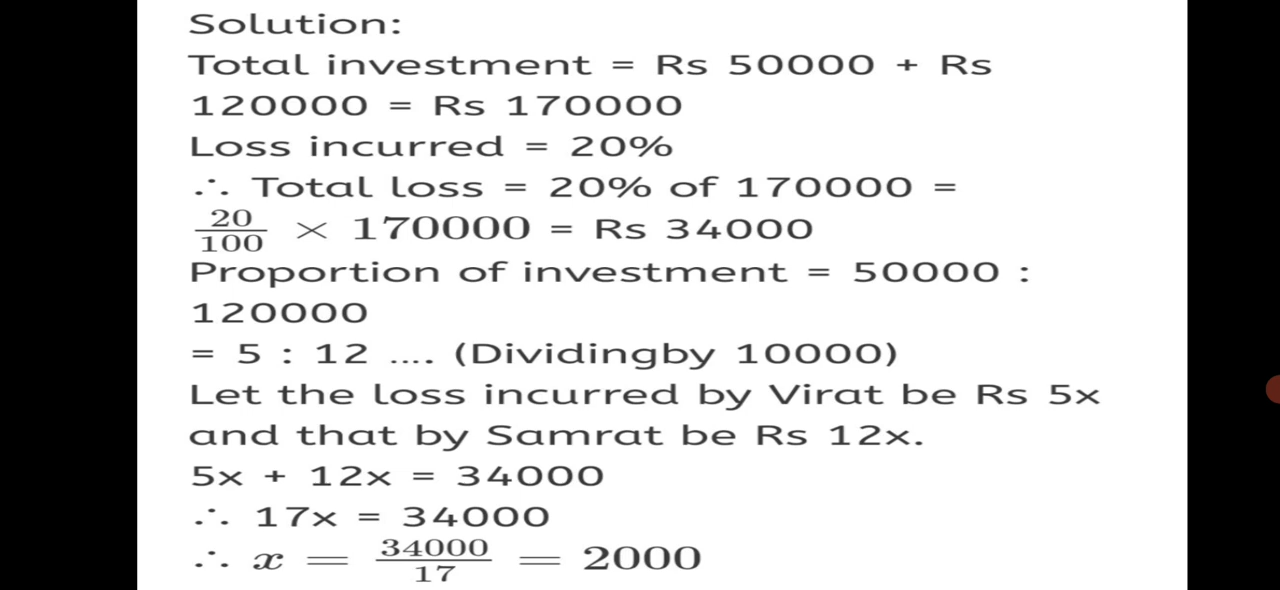 Solution:
Total investment = Rs 50000 + Rs
120000 = Rs 170000
Loss incurred = 20%
∴ Total loss = 20% of 170000 =
20/100 × 170000 = Rs 34000
Proportion of investment = 50000 :
120000
= 5 : 12 .... (Dividingby 10000)
Let the loss incurred by Virat be Rs 5x
and that by Samrat be Rs 12x.
5x + 12x = 34000
∴ 17x = 34000
∴ x = 34000/17 = 2000